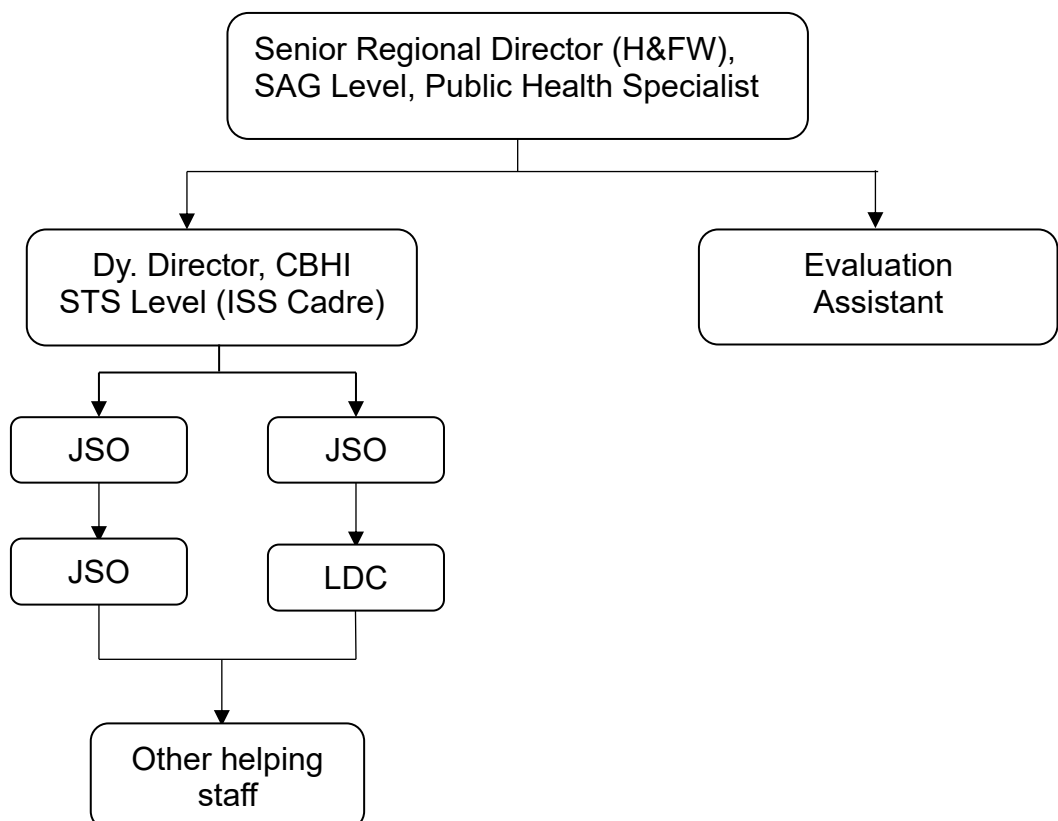 Senior Regional Director (H&FW),
SAG Level, Public Health Specialist
Dy. Director, CBHI
STS Level (ISS Cadre)
Evaluation
Assistant
JSO
JSO
JSO
LDC
Other helping
staff